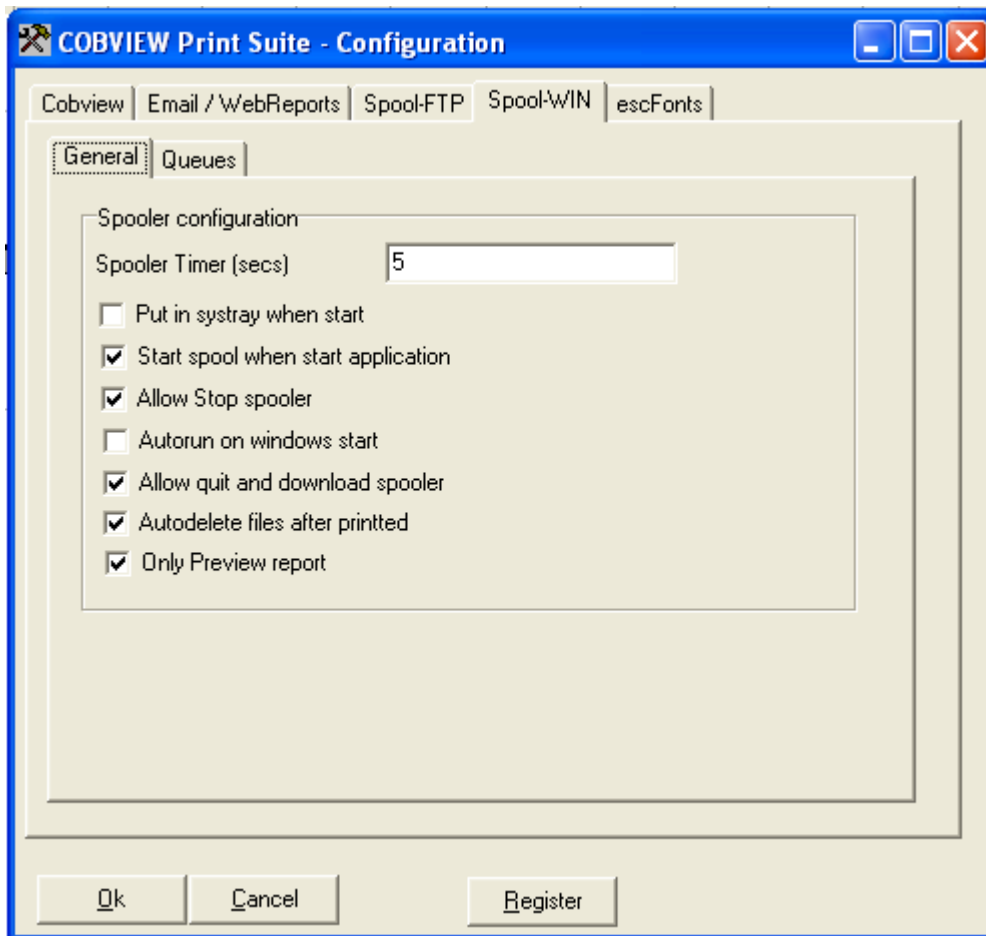 COBVIEW Print Suite - Configuration
Cobview Email / WebReports Spool-FTP Spool-WIN escFonts
General Queues
Spooler configuration
Spooler Timer (secs) 5
Put in systray when start
Start spool when start application
Allow Stop spooler
Autorun on windows start
Allow quit and download spooler
Autodelete files after printted
Only Preview report
Ok Cancel Register